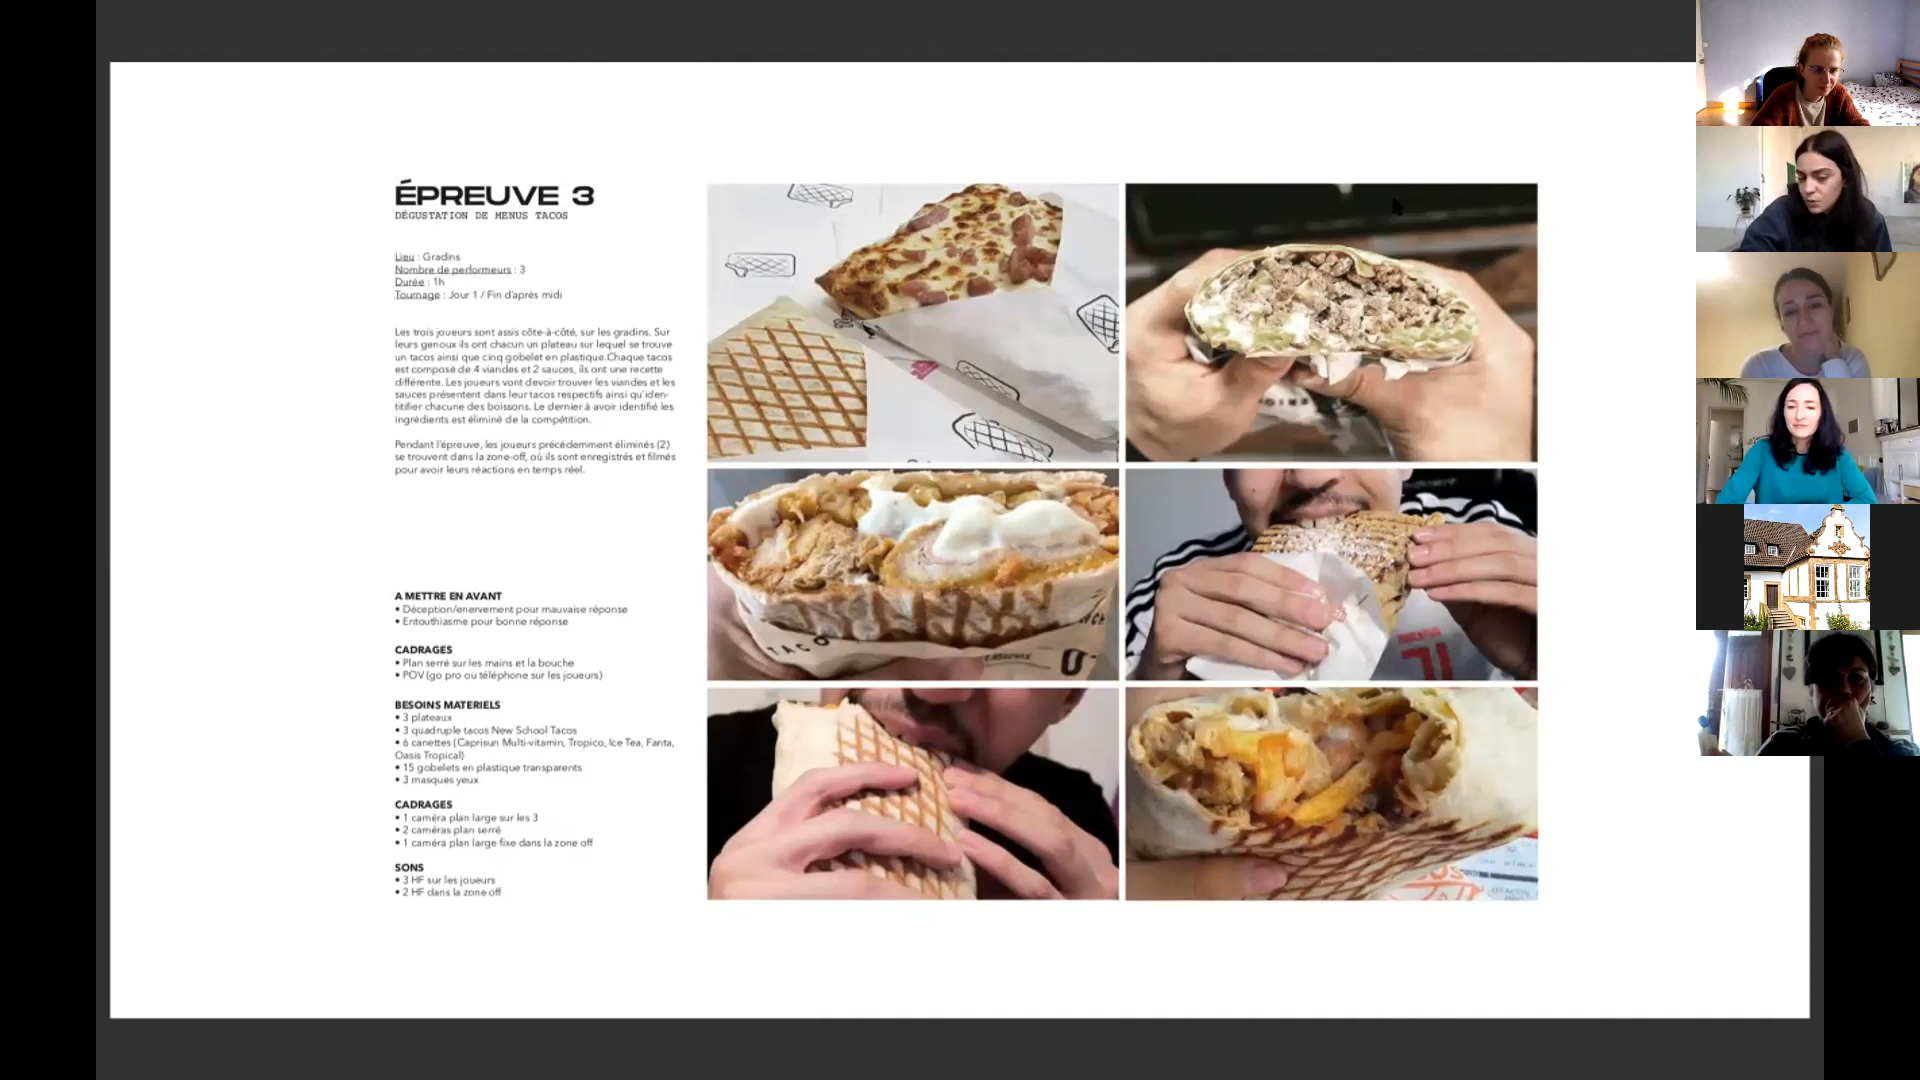 ÉPREUVE 3
DÉGUSTATION DE MENUS TACOS
Lieu : Gradins
Nombre de performeurs : 3
Durée : 1h
Tournage : Jour 1 / Fin d'après midi
Les trois joueurs sont assis côte-à-côté, sur les gradins. Sur
leurs genoux ils ont chacun un plateau sur lequel se trouve
un tacos ainsi que cinq gobelet en plastique.Chaque tacos
est composé de 4 viandes et 2 sauces, ils ont une recette
différente. Les joueurs vont devoir trouver les viandes et les
sauces présentent dans leur tacos respectifs ainsi qu'iden-
titifier chacune des boissons. Le dernier à avoir identifié les
ingrédients est éliminé de la compétition.
Pendant l'épreuve, les joueurs précédemment éliminés (2)
se trouvent dans la zone-off, où ils sont enregistrés et filmés
pour avoir leurs réactions en temps réel.
A METTRE EN AVANT
• Déception/enervement pour mauvaise réponse
• Entouthiasme pour bonne réponse
CADRAGES
• Plan serré sur les mains et la bouche
• POV (go pro ou téléphone sur les joueurs)
BESOINS MATERIELS
• 3 plateaux
• 3 quadruple tacos New School Tacos
• 6 canettes (Caprisun Multi-vitamin, Tropico, Ice Tea, Fanta,
Oasis Tropical)
• 15 gobelets en plastique transparents
• 3 masques yeux
CADRAGES
• 1 caméra plan large sur les 3
• 2 caméras plan serré
• 1 caméra plan large fixe dans la zone off
SONS
• 3 HF sur les joueurs
• 2 HF dans la zone off
TACO